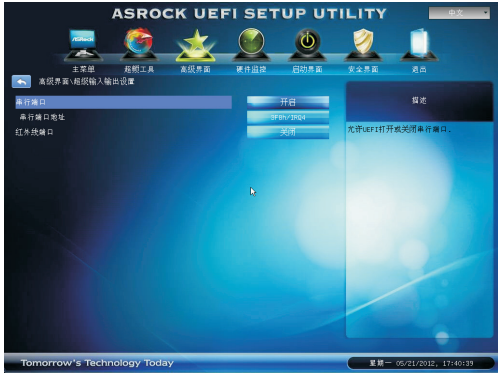 ASROCK UEFI SETUP UTILITY
中文
ASRock
主菜单 超频工具 高级界面 硬件监控 启动界面 安全界面 退出
高级界面\超级输入输出设置
串行端口 开启
串行端口地址 3F8h/IRQ4
红外线端口 关闭
描述
允许UEFI打开或关闭串行端口.
Tomorrow's Technology Today
星期一 05/21/2012, 17:40:39